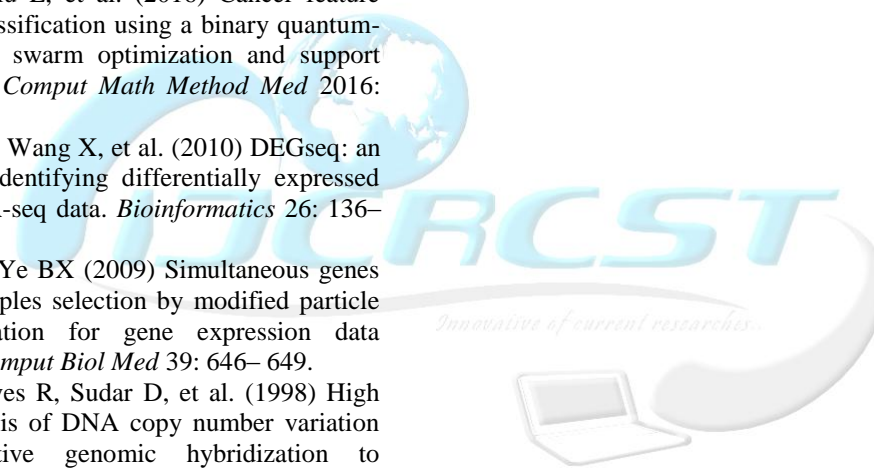 et al. (2016) Cancer feature
ssification using a binary quantum-
swarm optimization and support
Comput Math Method Med 2016:
Wang X, et al. (2010) DEGseq: an
dentifying differentially expressed
-seq data. Bioinformatics 26: 136–
Ye BX (2009) Simultaneous genes
ples selection by modified particle
ation for gene expression data
mput Biol Med 39: 646– 649.
es R, Sudar D, et al. (1998) High
is of DNA copy number variation
tive genomic hybridization to
IJCRCST
Innovative of current researches..